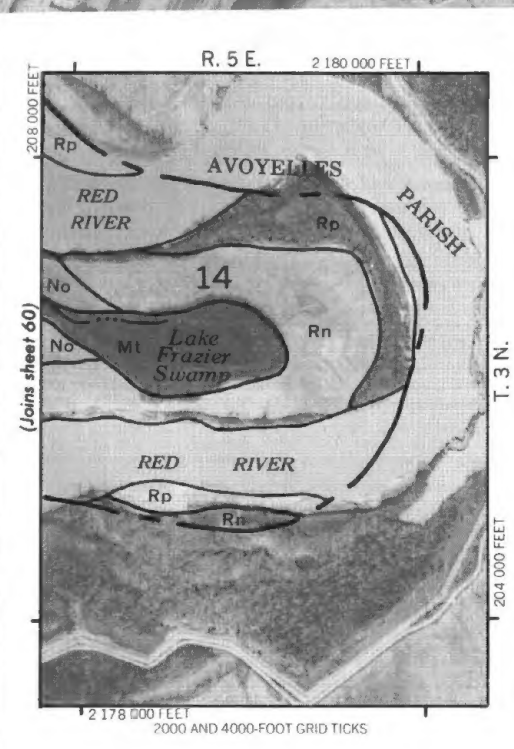 R. 5 E.
2 180 000 FEET
208 000 FEET
Rp
AVOYELLES
PARISH
RED
RIVER
Rp
14
No
T. 3 N.
(Joins sheet 60)
No
Mt
Lake
Frazier
Swamp
Rn
RED RIVER
Rp
Rn
204 000 FEET
2 178 000 FEET
2000 AND 4000-FOOT GRID TICKS